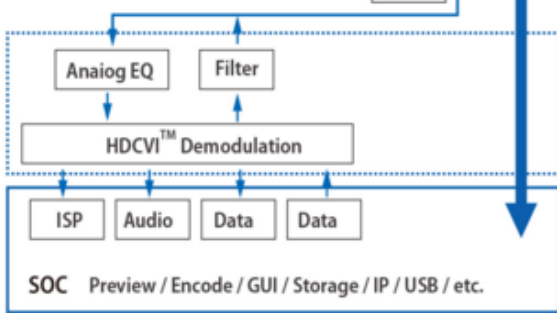 Anaiog EQ
Filter
HDCVI™ Demodulation
ISP
Audio
Data
Data
SOC Preview / Encode / GUI / Storage / IP / USB / etc.